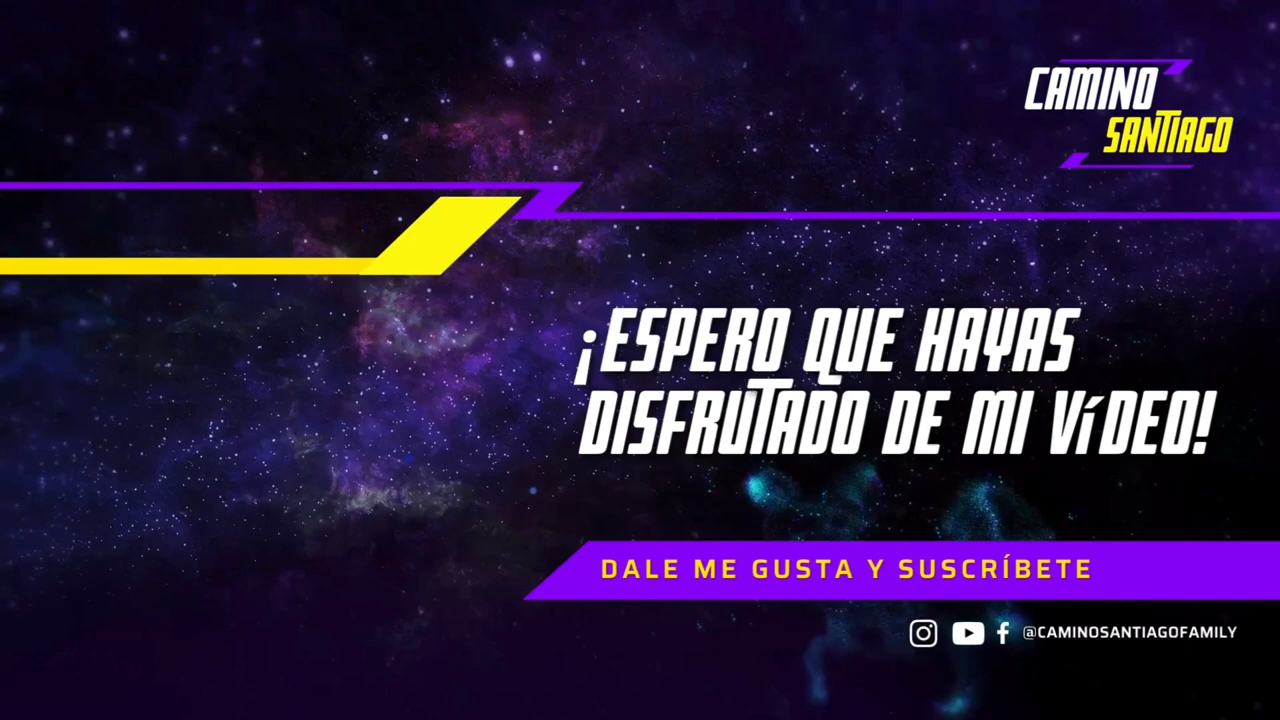 CAMINO
SANTIAGO
¡ESPERO QUE HAYAS
DISFRUTADO DE MI VíDEO!
DALE ME GUSTA Y SUSCRÍBETE
@CAMINOSANTIAGOFAMILY